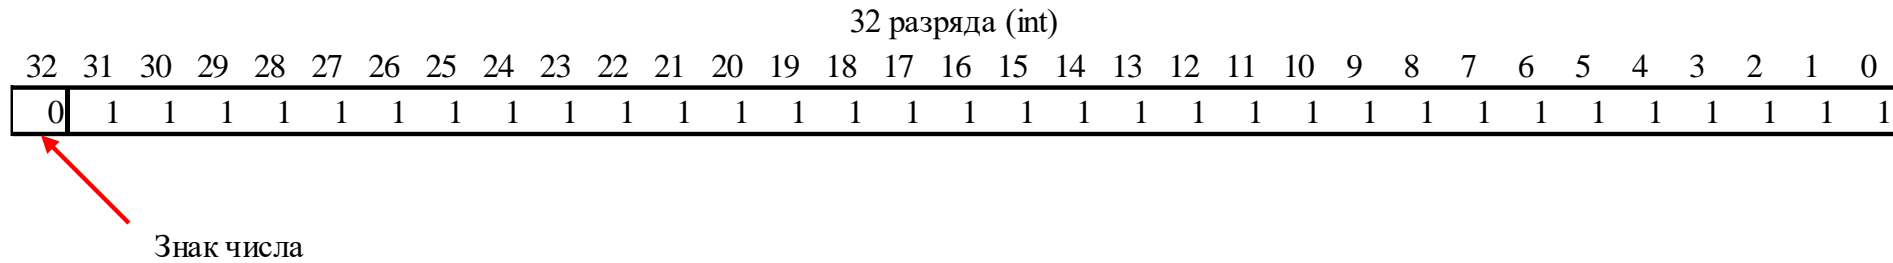 32 разряда (int)
32 31 30 29 28 27 26 25 24 23 22 21 20 19 18 17 16 15 14 13 12 11 10 9 8 7 6 5 4 3 2 1 0
0 1 1 1 1 1 1 1 1 1 1 1 1 1 1 1 1 1 1 1 1 1 1 1 1 1 1 1 1 1 1 1 1
Знак числа